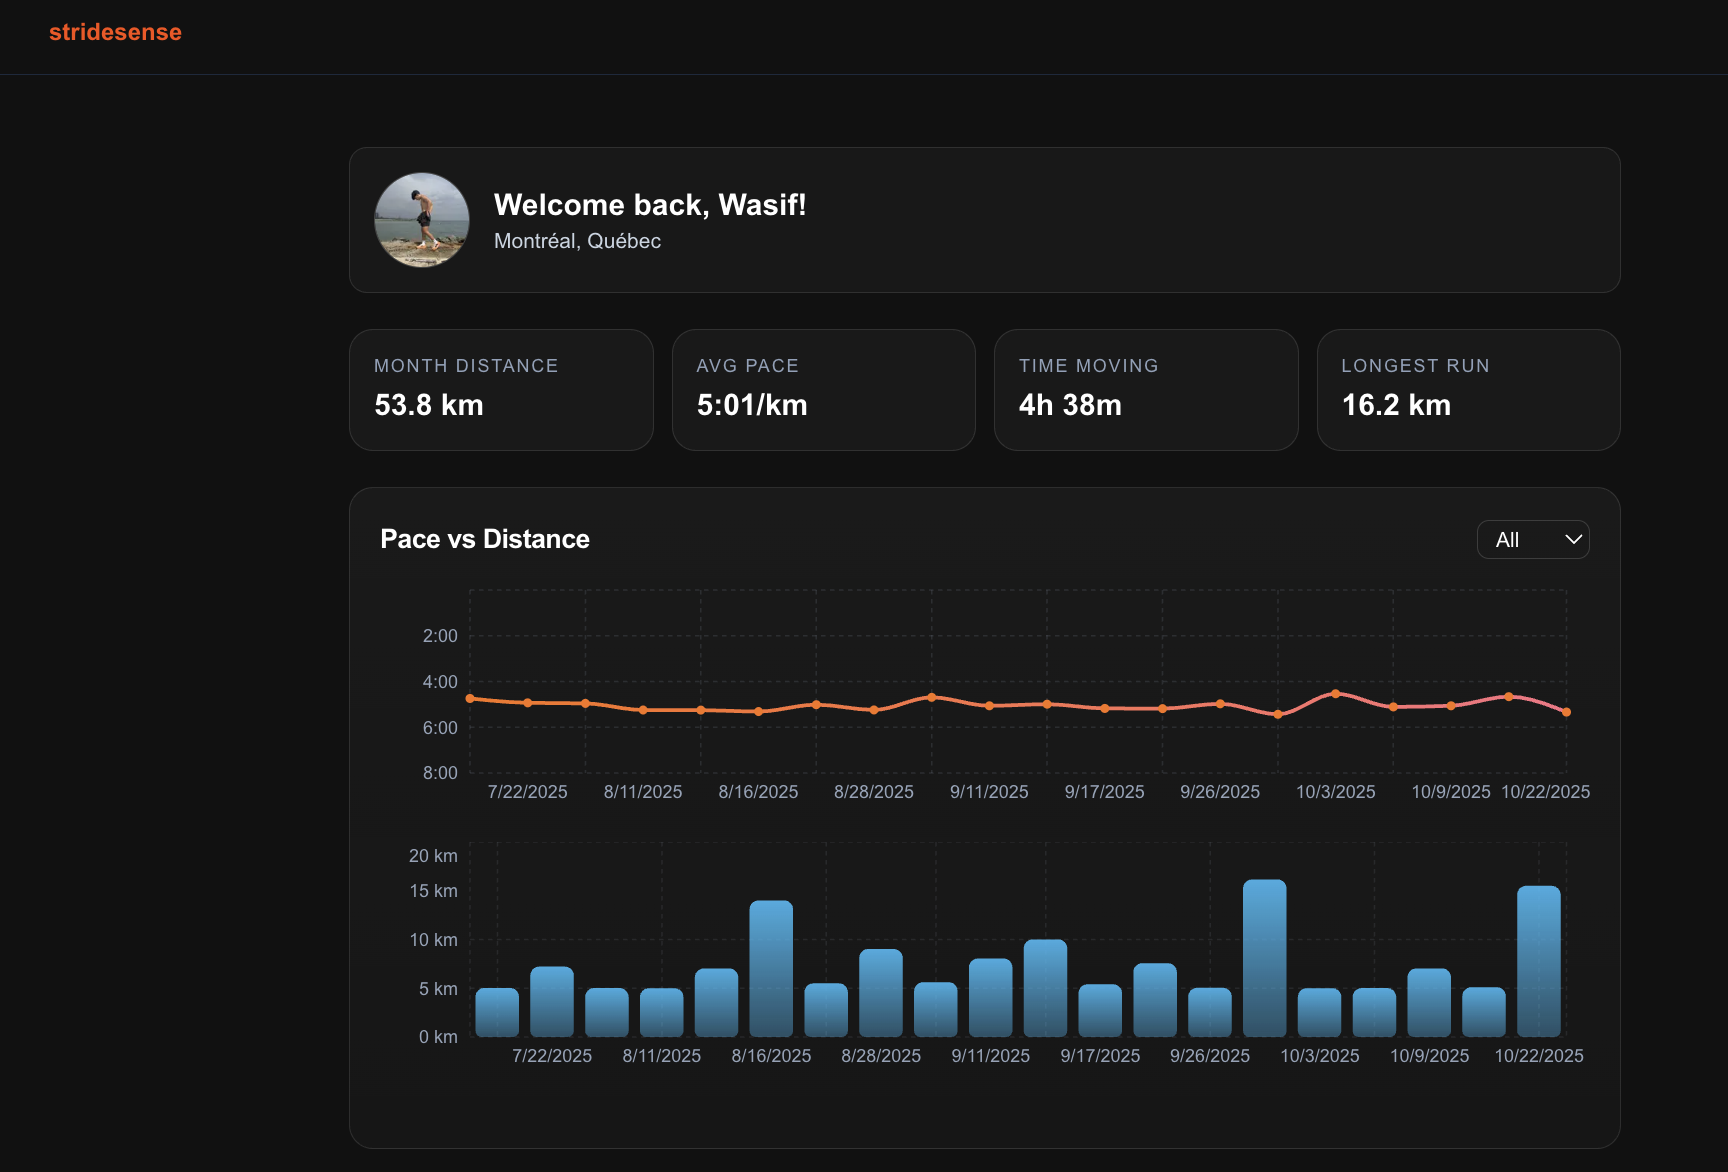 stridesense
Welcome back, Wasif!
Montréal, Québec
MONTH DISTANCE
53.8 km
AVG PACE
5:01/km
TIME MOVING
4h 38m
LONGEST RUN
16.2 km
Pace vs Distance
All
2:00
4:00
6:00
8:00
7/22/2025 8/11/2025 8/16/2025 8/28/2025 9/11/2025 9/17/2025 9/26/2025 10/3/2025 10/9/2025 10/22/2025
20 km
15 km
10 km
5 km
0 km
7/22/2025 8/11/2025 8/16/2025 8/28/2025 9/11/2025 9/17/2025 9/26/2025 10/3/2025 10/9/2025 10/22/2025